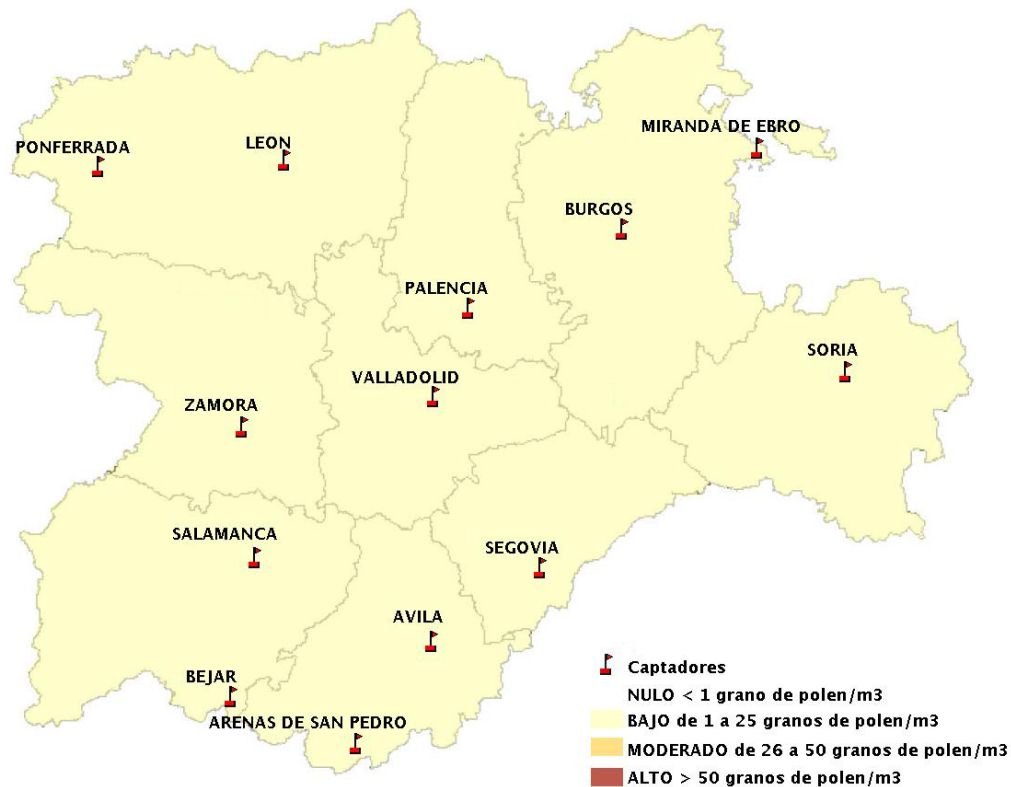 MIRANDA DE EBRO
PONFERRADA
LEON
BURGOS
PALENCIA
SORIA
VALLADOLID
ZAMORA
SALAMANCA
SEGOVIA
AVILA
BEJAR
ARENAS DE SAN PEDRO
Captadores
NULO < 1 grano de polen/m3
BAJO de 1 a 25 granos de polen/m3
MODERADO de 26 a 50 granos de polen/m3
ALTO > 50 granos de polen/m3